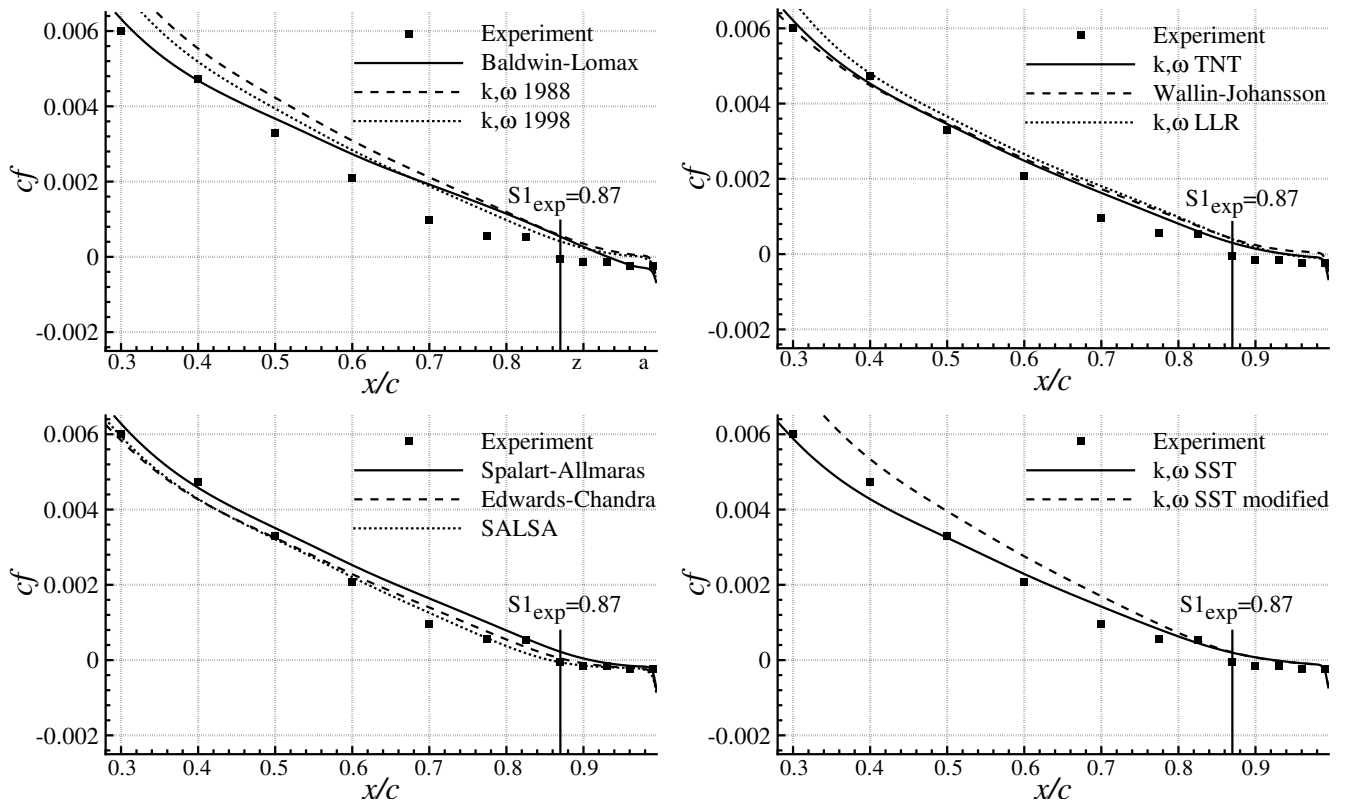 0.006
0.004
0.002
0
-0.002
cf
Experiment
Baldwin-Lomax
k,ω 1988
k,ω 1998
S1exp=0.87
0.3 0.4 0.5 0.6 0.7 0.8 z a
x/c
0.006
0.004
0.002
0
-0.002
cf
Experiment
k,ω TNT
Wallin-Johansson
k,ω LLR
S1exp=0.87
0.3 0.4 0.5 0.6 0.7 0.8 0.9
x/c
0.006
0.004
0.002
0
-0.002
cf
Experiment
Spalart-Allmaras
Edwards-Chandra
SALSA
S1exp=0.87
0.3 0.4 0.5 0.6 0.7 0.8 0.9
x/c
0.006
0.004
0.002
0
-0.002
cf
Experiment
k,ω SST
k,ω SST modified
S1exp=0.87
0.3 0.4 0.5 0.6 0.7 0.8 0.9
x/c